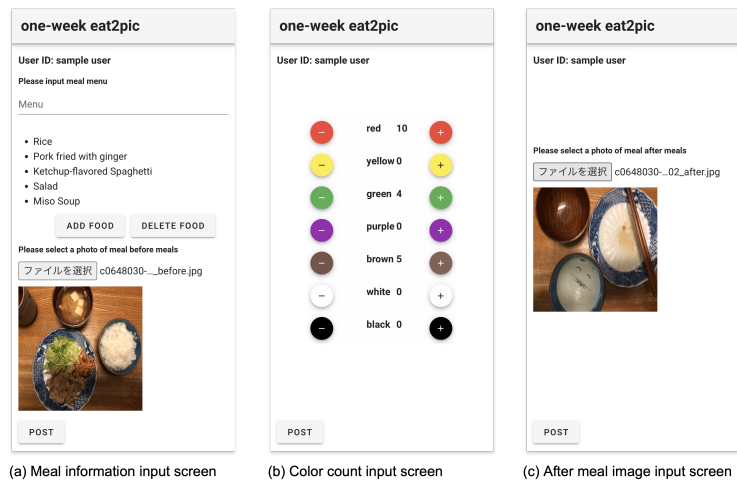 one-week eat2pic
User ID: sample user
Please input meal menu
Menu
Rice
Pork fried with ginger
Ketchup-flavored Spaghetti
Salad
Miso Soup
ADD FOOD DELETE FOOD
Please select a photo of meal before meals
ファイルを選択 c0648030-..._before.jpg
POST
(a) Meal information input screen
one-week eat2pic
User ID: sample user
− red 10 +
− yellow 0 +
− green 4 +
− purple 0 +
− brown 5 +
− white 0 +
− black 0 +
POST
(b) Color count input screen
one-week eat2pic
User ID: sample user
Please select a photo of meal after meals
ファイルを選択 c0648030-...02_after.jpg
POST
(c) After meal image input screen